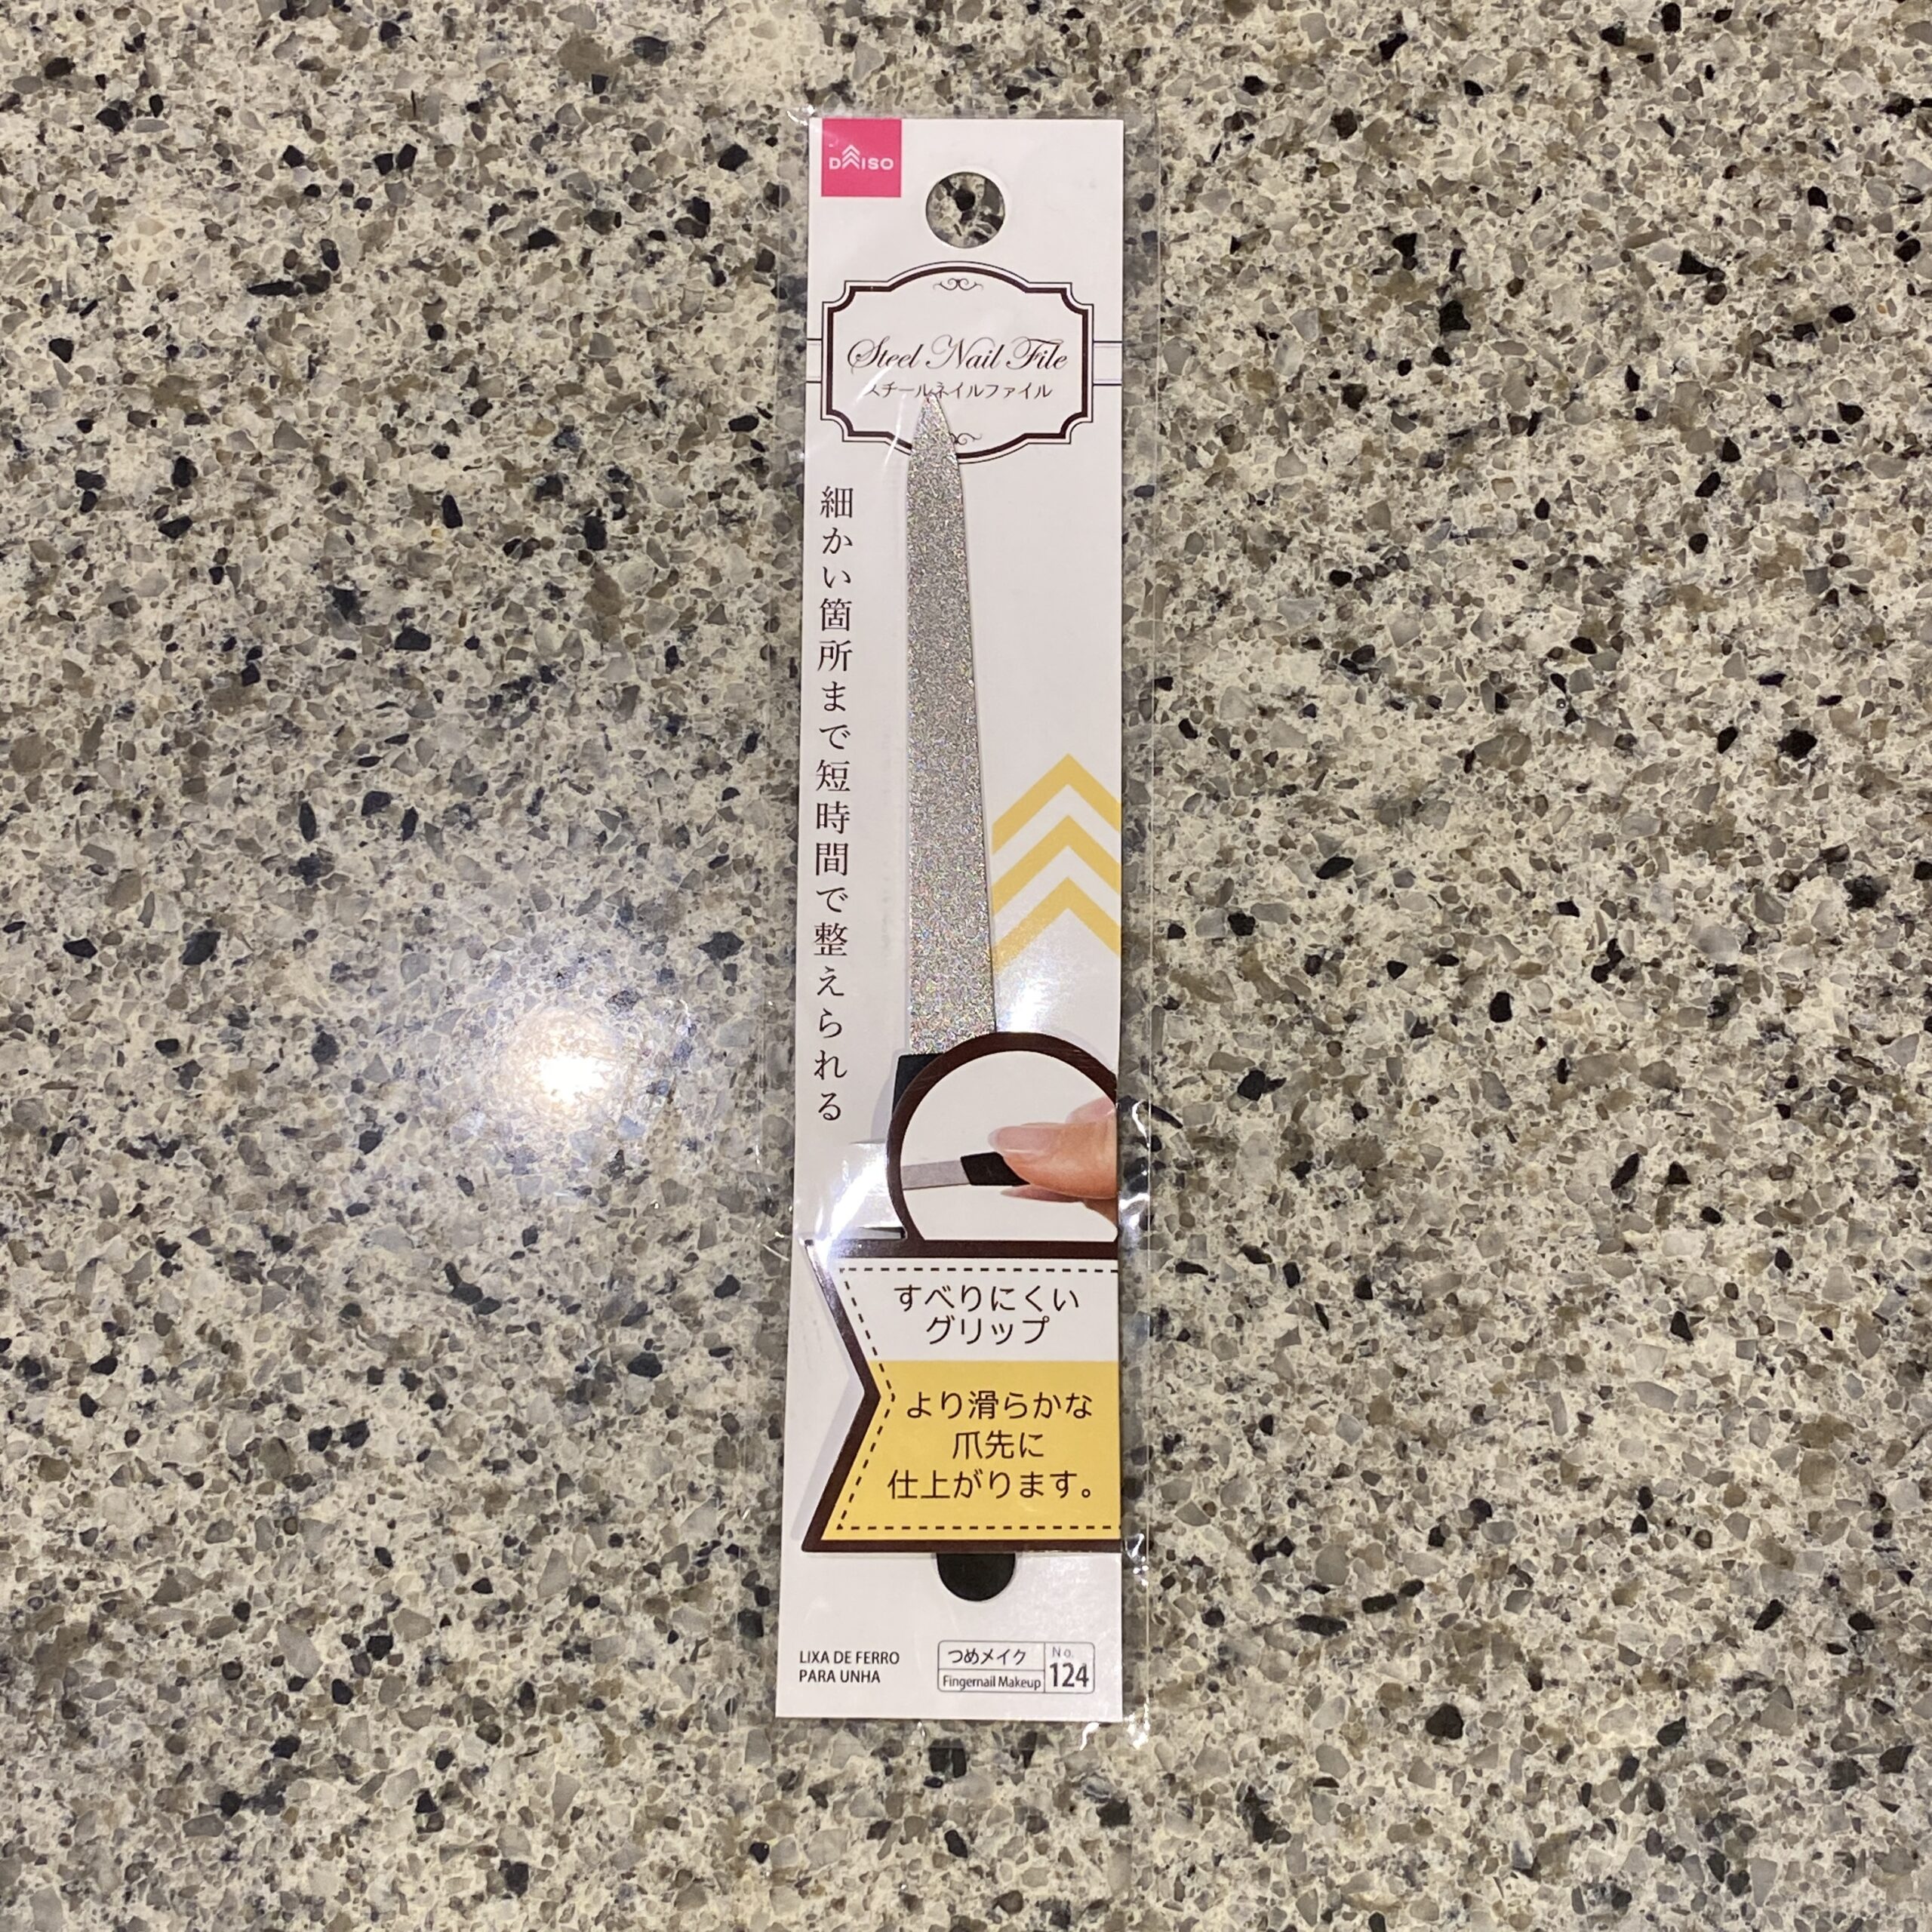 DAISO
Steel Nail File
スチールネイルファイル
細かい箇所まで短時間で整えられる
すべりにくい
グリップ
より滑らかな
爪先に
仕上がります。
LIXA DE FERRO
PARA UNHA
つめメイク
Fingernail Makeup
No.
124